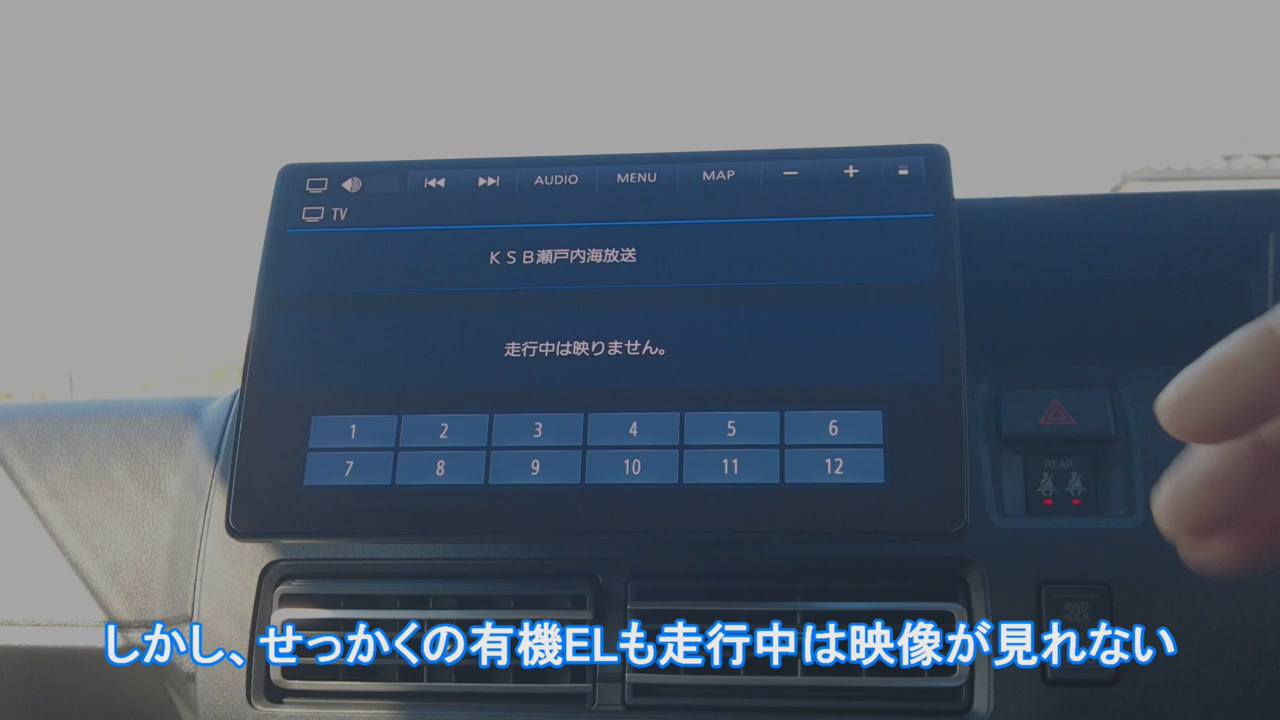 AUDIO MENU MAP − +
TV
ＫＳＢ瀬戸内海放送
走行中は映りません。
1 2 3 4 5 6
7 8 9 10 11 12
REAR
4WD
LOCK
しかし、せっかくの有機ELも走行中は映像が見れない